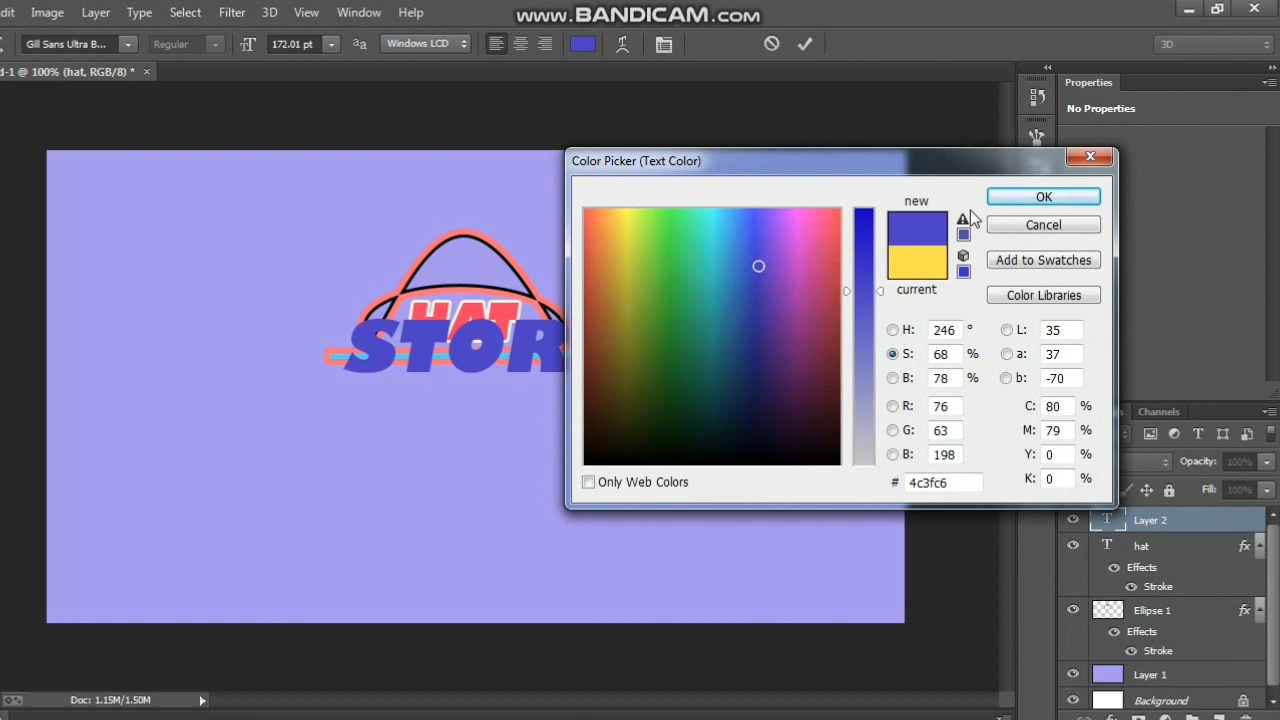 dit Image Layer Type Select Filter 3D View Window Help
www.BANDICAM.com
Gill Sans Ultra B... Regular 172.01 pt Windows LCD 3D
d-1 @ 100% (hat, RGB/8) * ×
Properties
No Properties
HAT
STOR
Color Picker (Text Color)
new
current
OK
Cancel
Add to Swatches
Color Libraries
H: 246 ° L: 35
S: 68 % a: 37
B: 78 % b: -70
R: 76 C: 80 %
G: 63 M: 79 %
B: 198 Y: 0 %
# 4c3fc6 K: 0 %
Only Web Colors
Channels
Opacity: 100%
Fill: 100%
T Layer 2
T hat fx
Effects
Stroke
Ellipse 1 fx
Effects
Stroke
Layer 1
Background
Doc: 1.15M/1.50M